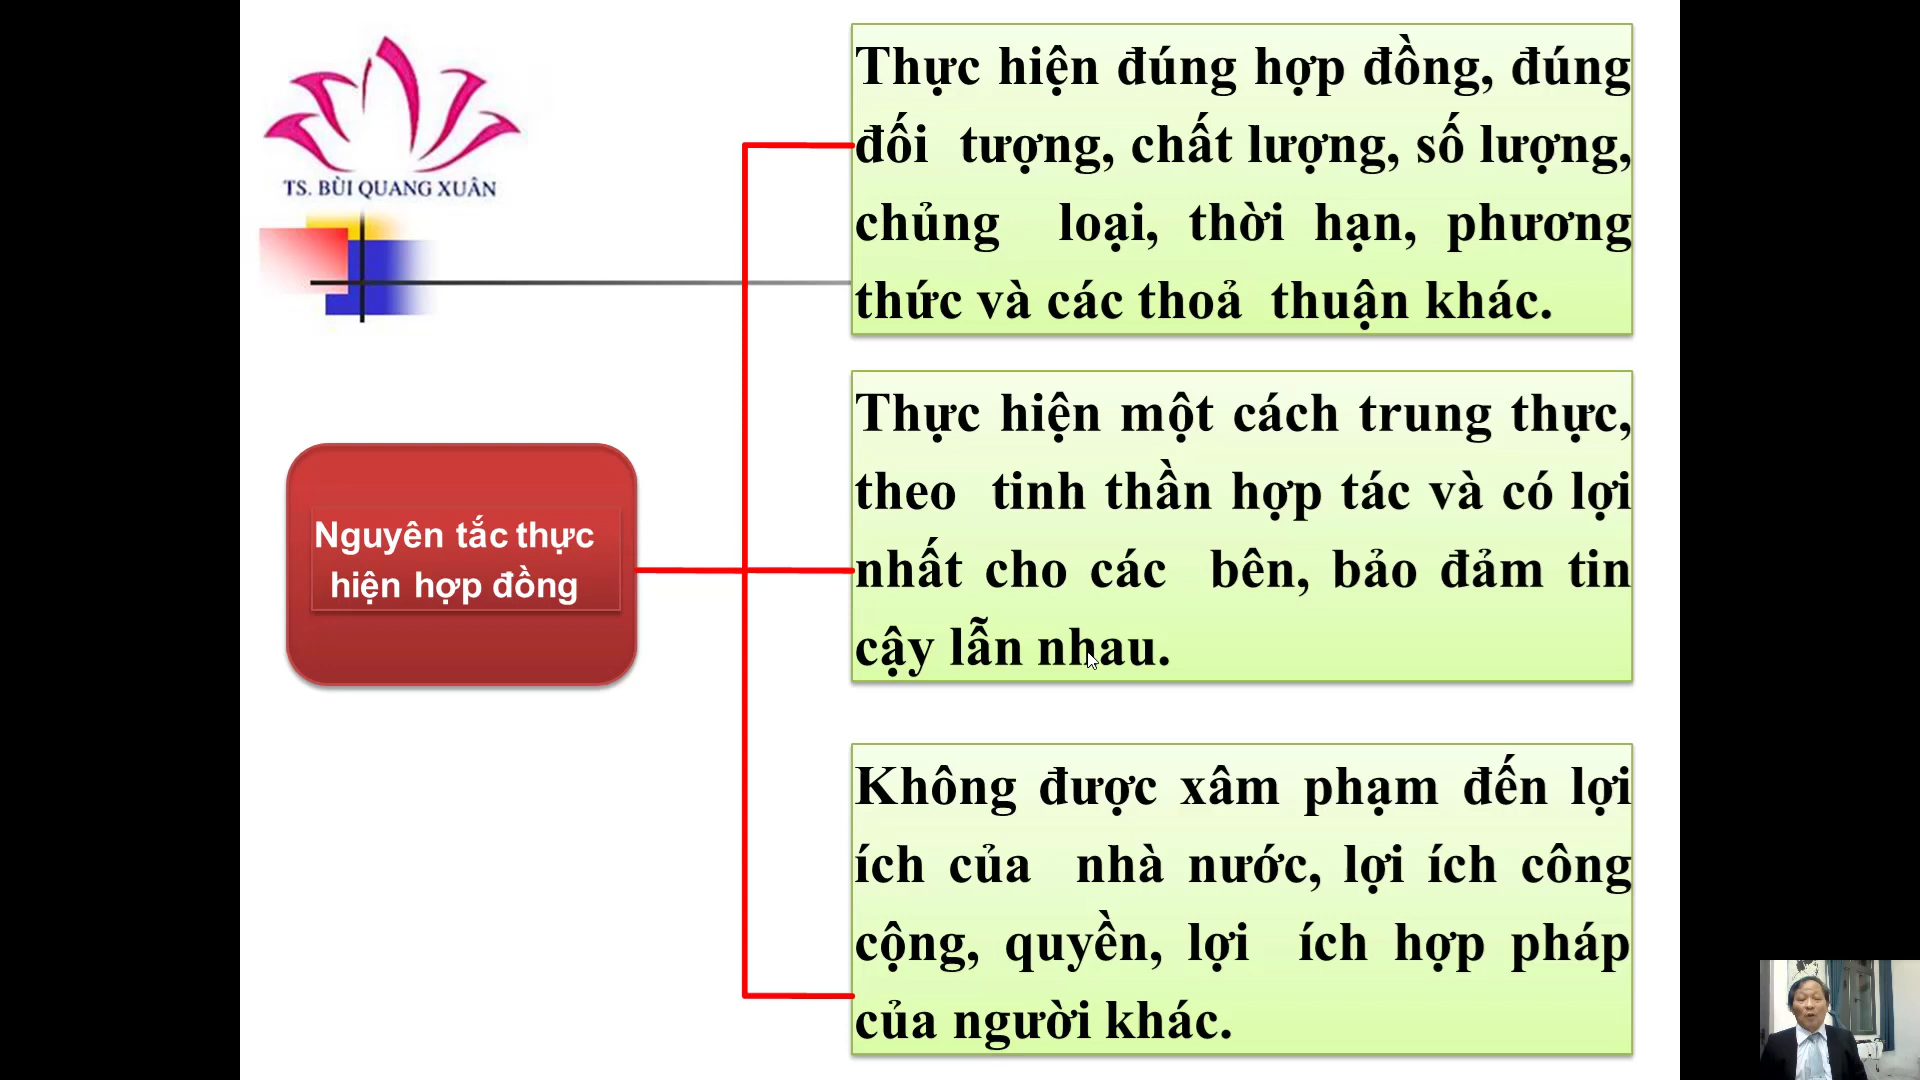 TS. BÙI QUANG XUÂN
Nguyên tắc thực
hiện hợp đồng
Thực hiện đúng hợp đồng, đúng
đối tượng, chất lượng, số lượng,
chủng loại, thời hạn, phương
thức và các thoả thuận khác.
Thực hiện một cách trung thực,
theo tinh thần hợp tác và có lợi
nhất cho các bên, bảo đảm tin
cậy lẫn nhau.
Không được xâm phạm đến lợi
ích của nhà nước, lợi ích công
cộng, quyền, lợi ích hợp pháp
của người khác.